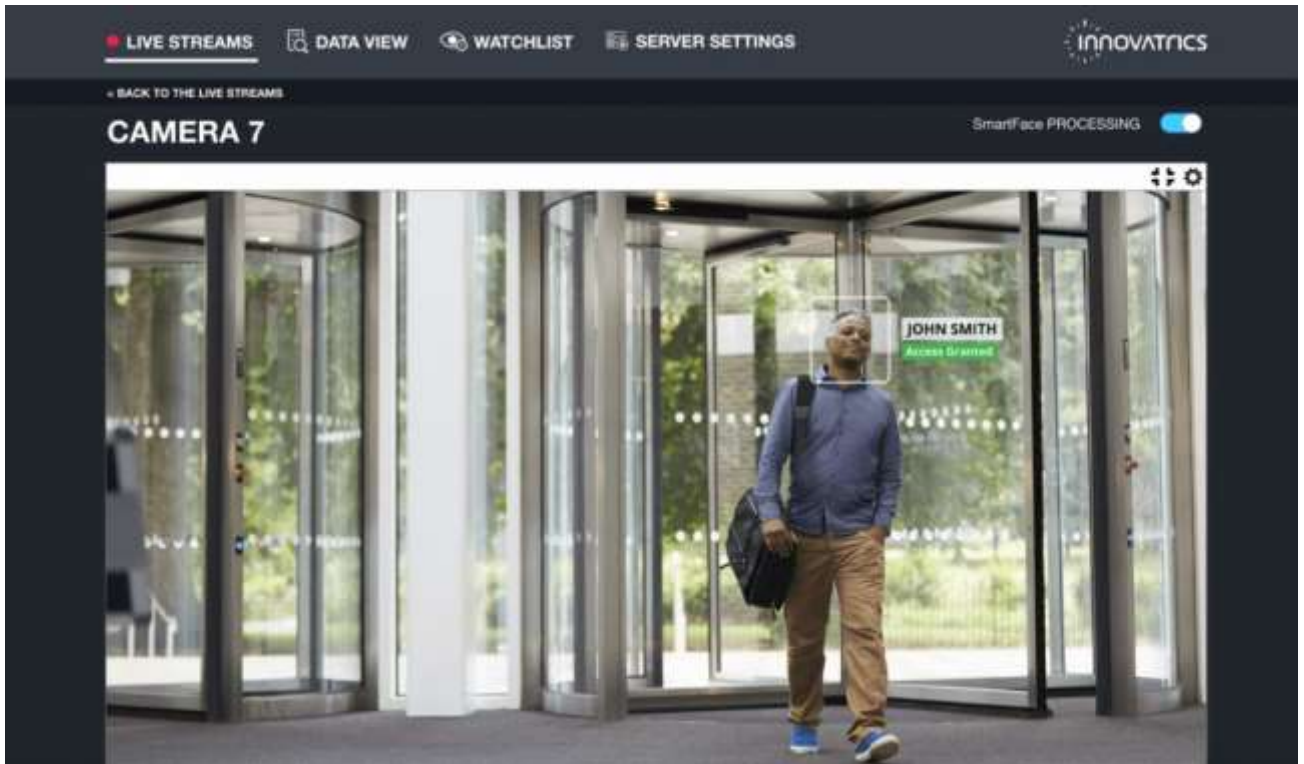 LIVE STREAMS
DATA VIEW
WATCHLIST
SERVER SETTINGS
INNOVATRICS
« BACK TO THE LIVE STREAMS
CAMERA 7
SmartFace PROCESSING
JOHN SMITH
Access Granted